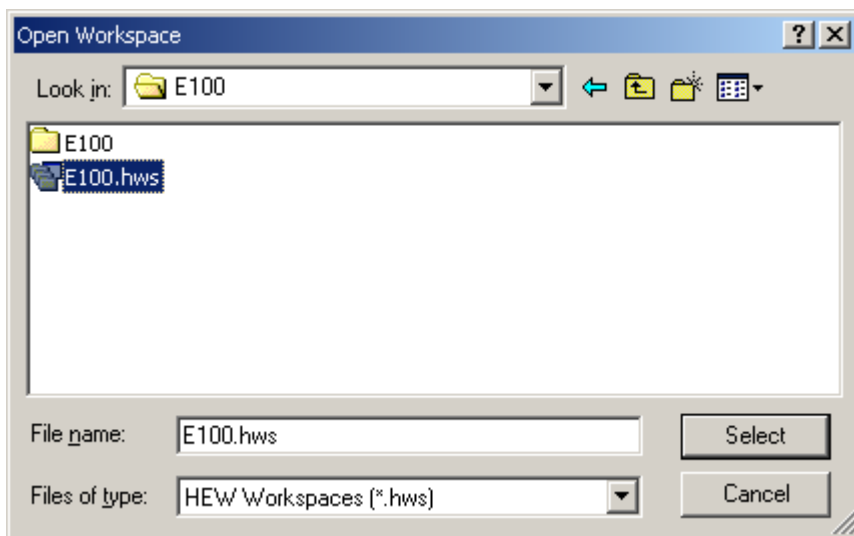 Open Workspace
Look in: E100
E100
E100.hws
File name: E100.hws Select
Files of type: HEW Workspaces (*.hws) Cancel